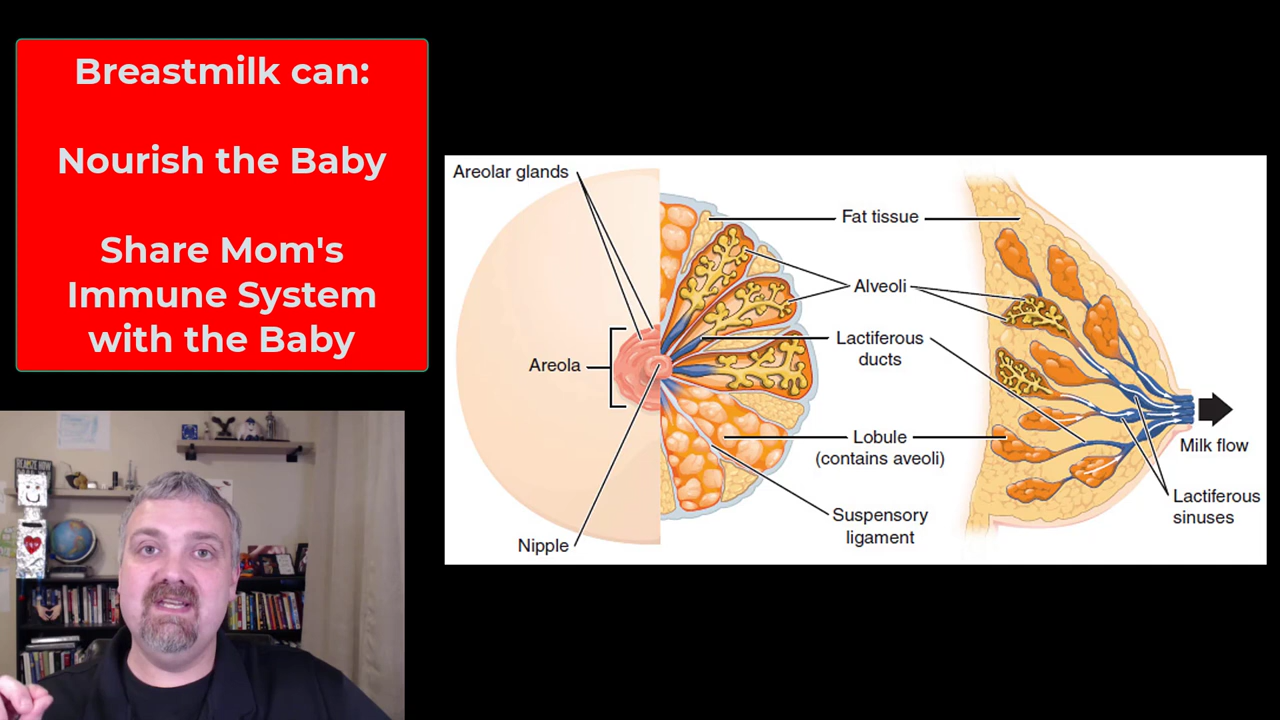 Breastmilk can:
Nourish the Baby
Share Mom's
Immune System
with the Baby
Areolar glands
Areola
Nipple
Fat tissue
Alveoli
Lactiferous
ducts
Lobule
(contains aveoli)
Suspensory
ligament
Milk flow
Lactiferous
sinuses